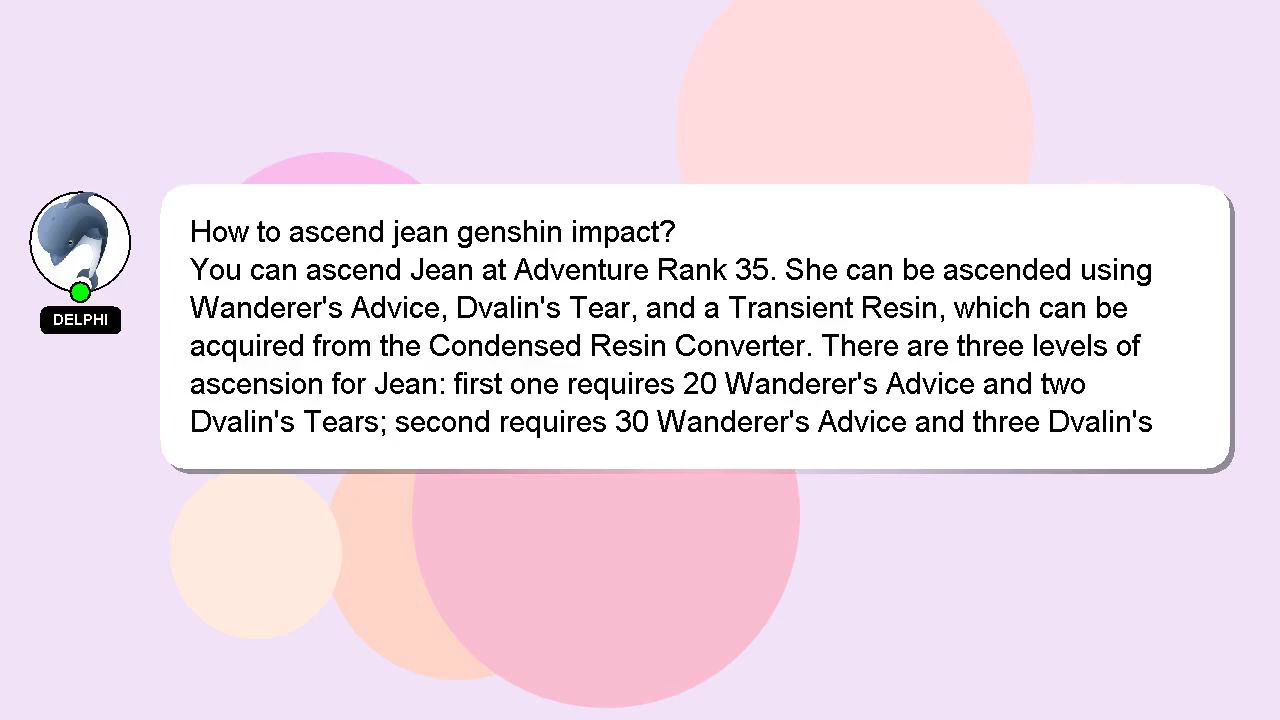 How to ascend jean genshin impact?
You can ascend Jean at Adventure Rank 35. She can be ascended using
Wanderer's Advice, Dvalin's Tear, and a Transient Resin, which can be
acquired from the Condensed Resin Converter. There are three levels of
ascension for Jean: first one requires 20 Wanderer's Advice and two
Dvalin's Tears; second requires 30 Wanderer's Advice and three Dvalin's
DELPHI